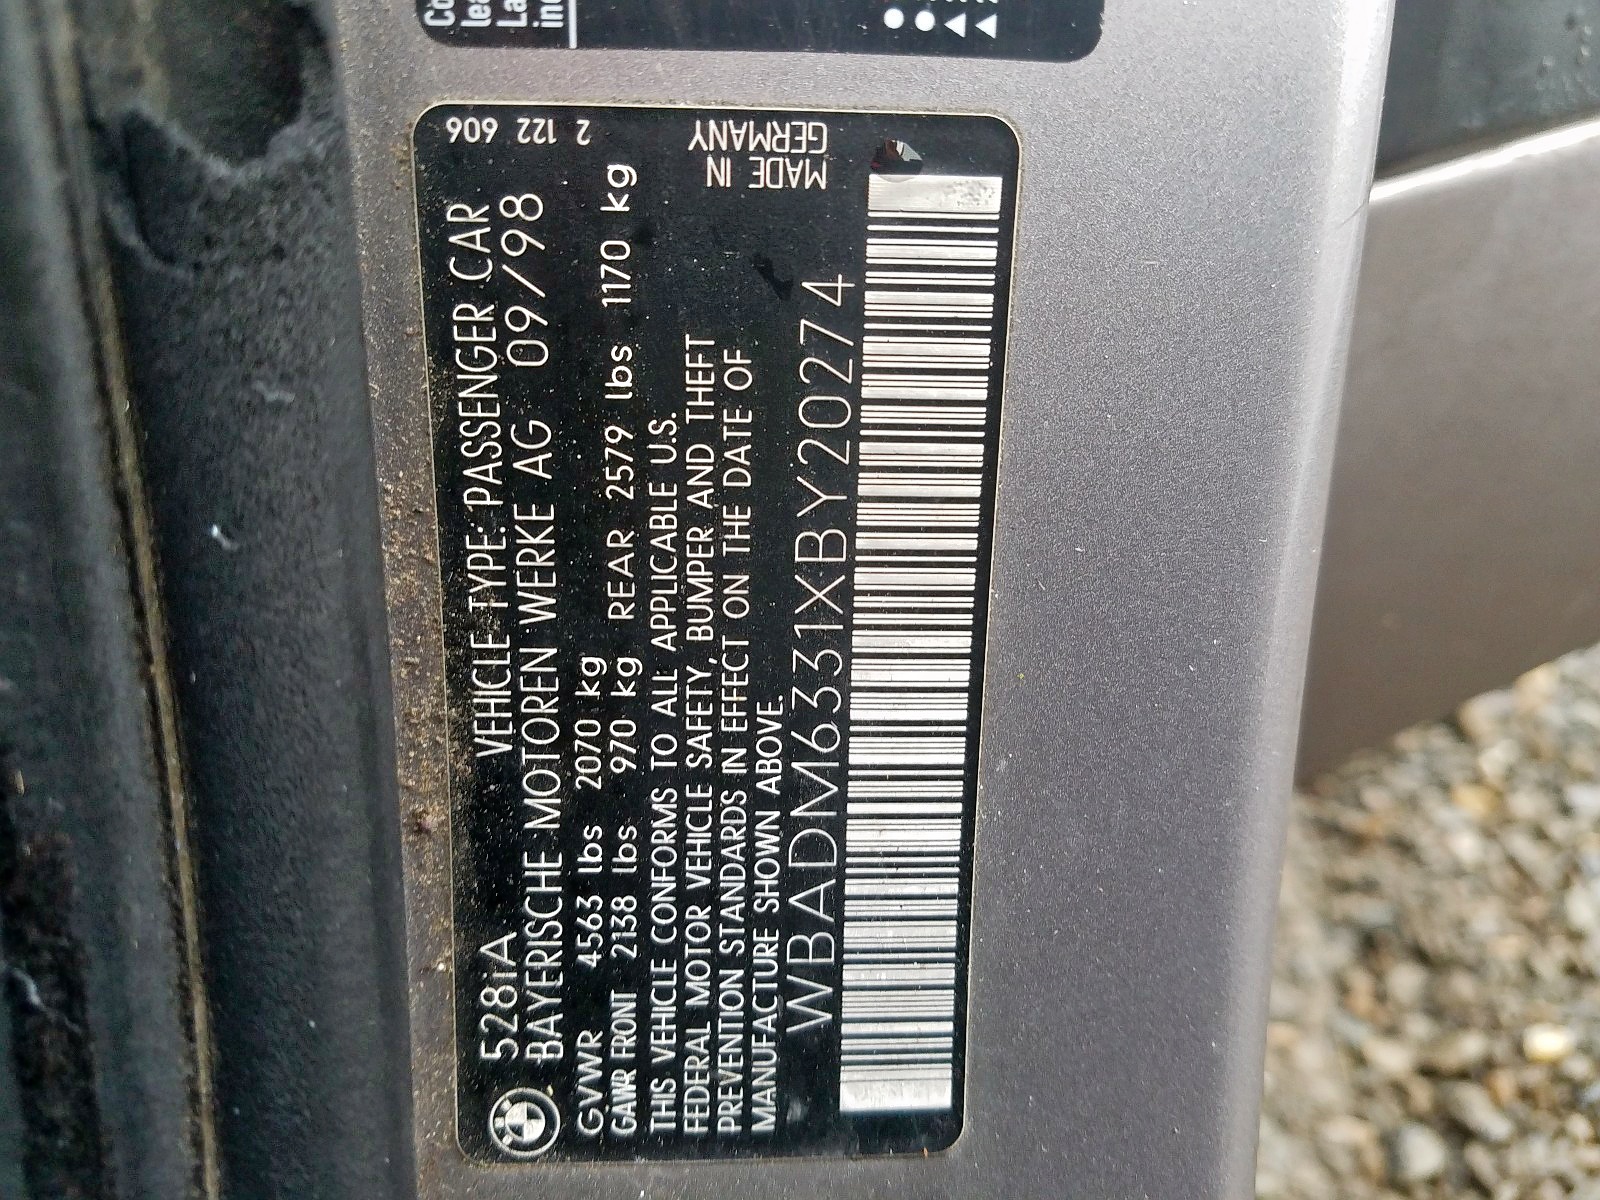 528iA VEHICLE TYPE: PASSENGER CAR
BAYERISCHE MOTOREN WERKE AG 09/98
GVWR 4563 lbs 2070 kg
GAWR FRONT 2138 lbs 970 kg REAR 2579 lbs 1170 kg
THIS VEHICLE CONFORMS TO ALL APPLICABLE U.S.
FEDERAL MOTOR VEHICLE SAFETY, BUMPER AND THEFT
PREVENTION STANDARDS IN EFFECT ON THE DATE OF
MANUFACTURE SHOWN ABOVE.
WBADM6331XBY20274
2 122 606
MADE IN
GERMANY